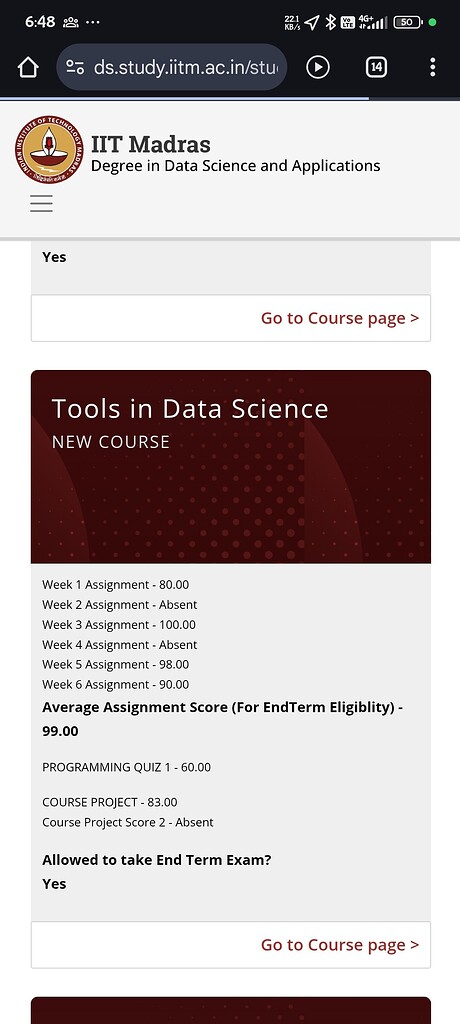 6:48
22.1
KB/s
Vo
LTE
4G+
50
ds.study.iitm.ac.in/stu
14
INDIAN INSTITUTE OF TECHNOLOGY MADRAS
IIT Madras
Degree in Data Science and Applications
Yes
Go to Course page >
Tools in Data Science
NEW COURSE
Week 1 Assignment - 80.00
Week 2 Assignment - Absent
Week 3 Assignment - 100.00
Week 4 Assignment - Absent
Week 5 Assignment - 98.00
Week 6 Assignment - 90.00
Average Assignment Score (For EndTerm Eligiblity) -
99.00
PROGRAMMING QUIZ 1 - 60.00
COURSE PROJECT - 83.00
Course Project Score 2 - Absent
Allowed to take End Term Exam?
Yes
Go to Course page >